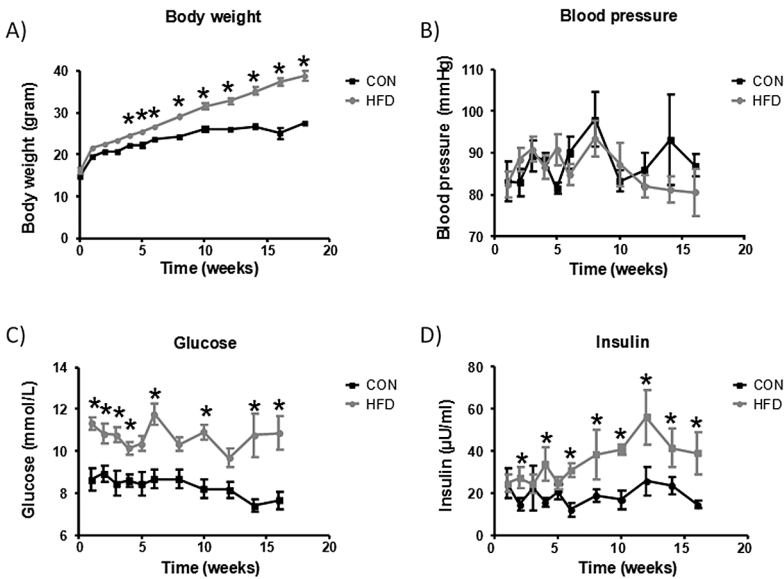 A)
Body weight
* * * * * * * * *
CON
HFD
Body weight (gram)
40
30
20
10
0
0 5 10 15 20
Time (weeks)
B)
Blood pressure
CON
HFD
Blood pressure (mmHg)
110
100
90
80
70
0 5 10 15 20
Time (weeks)
C)
Glucose
* * * * * * * *
CON
HFD
Glucose (mmol/L)
14
12
10
8
6
0 5 10 15 20
Time (weeks)
D)
Insulin
* * * * * * * *
CON
HFD
Insulin (µU/ml)
80
60
40
20
0
0 5 10 15 20
Time (weeks)